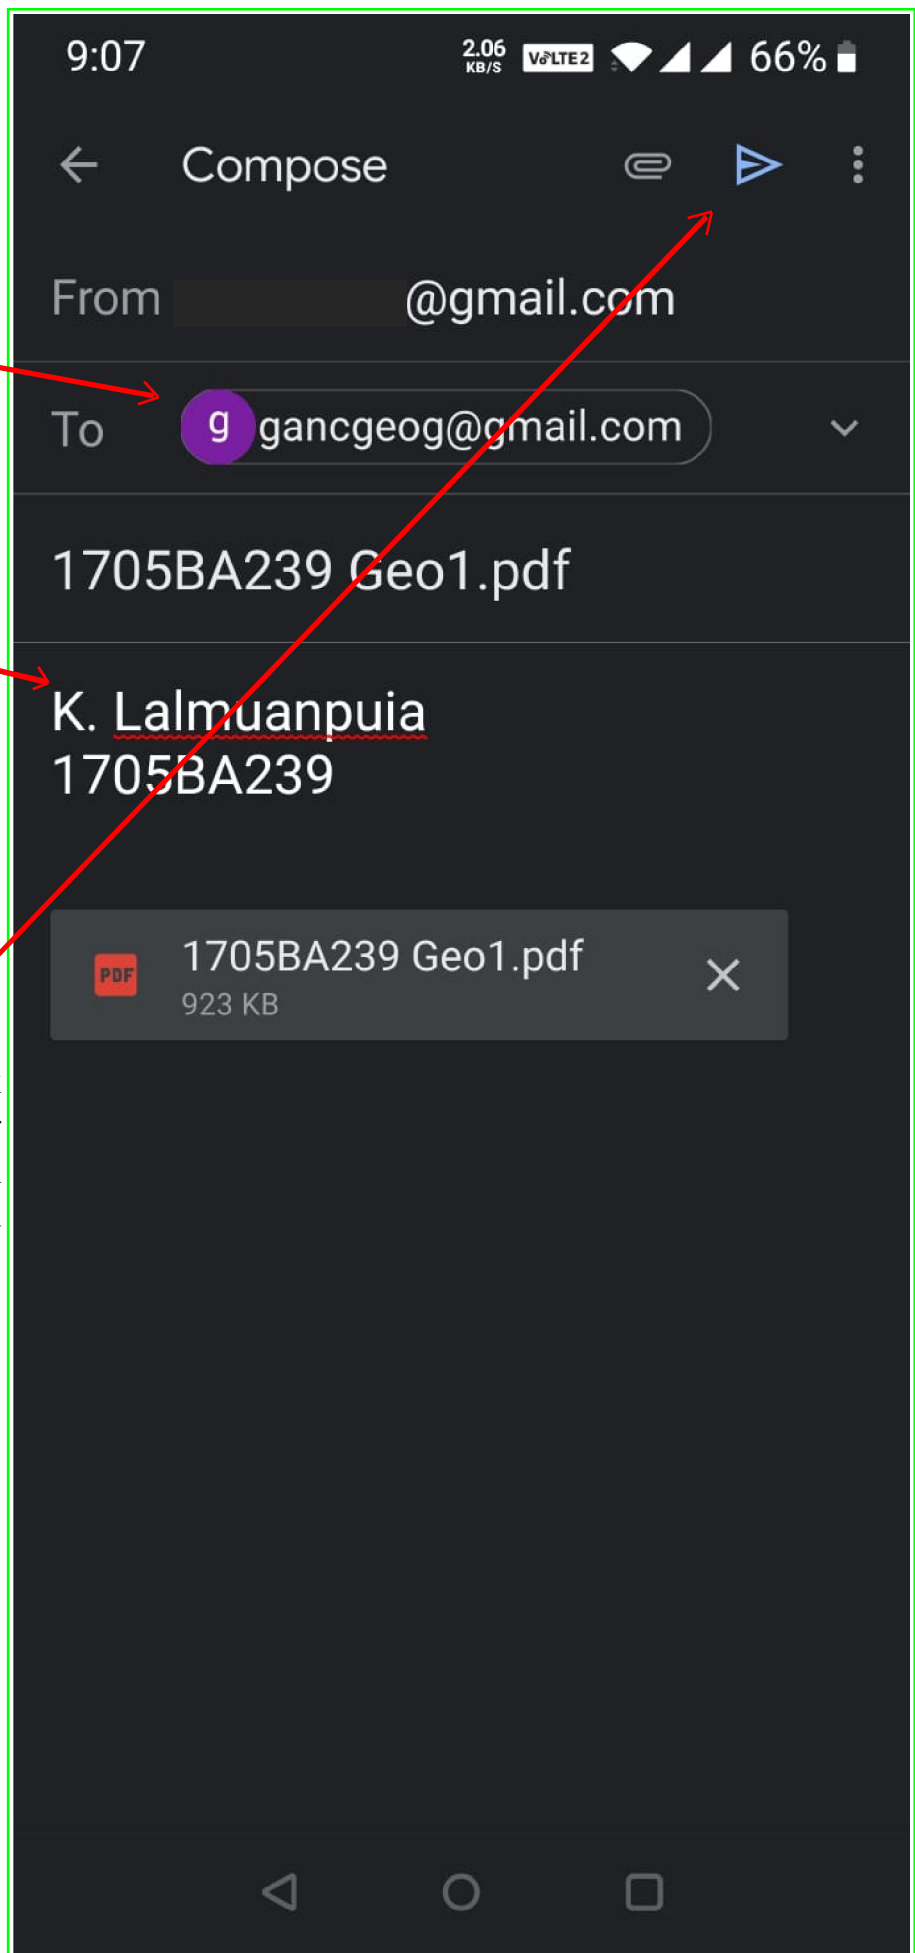 9:07 2.06 KB/S VoLTE2 66%
Compose
From @gmail.com
To g gancgeog@gmail.com
1705BA239 Geo1.pdf
K. Lalmuanpuia
1705BA239
PDF 1705BA239 Geo1.pdf
923 KB